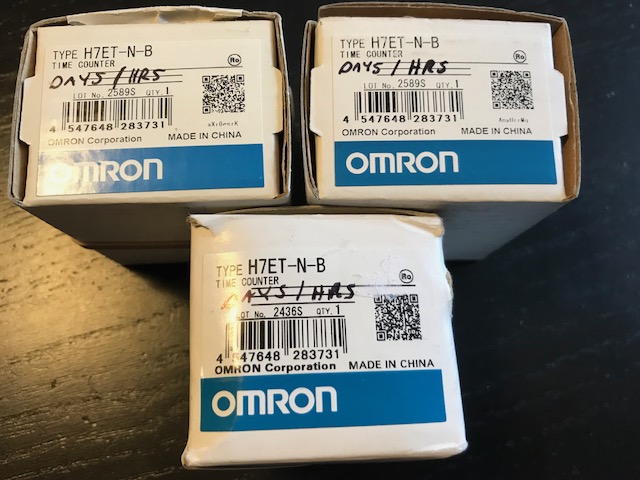 TYPE H7ET-N-B
TIME COUNTER
Ro
DAYS / HRS
LOT No. 2589S QTY. 1
4 547648 283731
OMRON Corporation MADE IN CHINA
OMRON
TYPE H7ET-N-B
TIME COUNTER
Ro
DAYS / HRS
LOT No. 2589S QTY. 1
4 547648 283731
OMRON Corporation MADE IN CHINA
OMRON
TYPE H7ET-N-B
TIME COUNTER
Ro
DAYS / HRS
LOT No. 2436S QTY. 1
4 547648 283731
OMRON Corporation MADE IN CHINA
OMRON